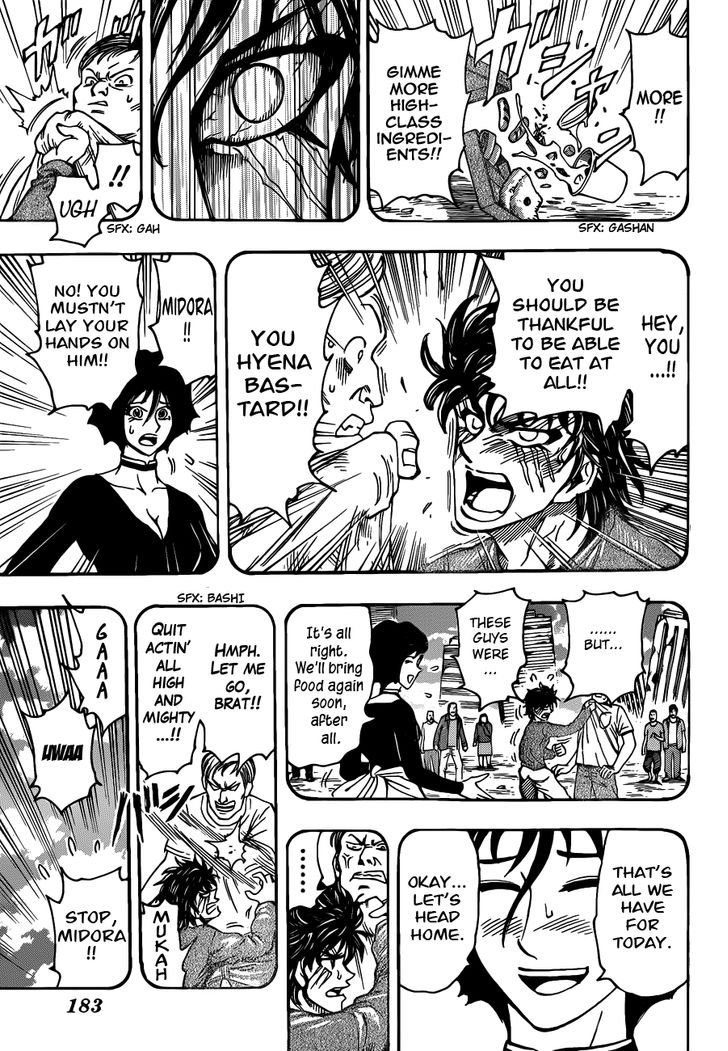 MORE
!!
GIMME
MORE
HIGH-
CLASS
INGREDI-
ENTS!!
ガシャ
SFX: GASHAN
ガ
!!
UGH
SFX: GAH
HEY,
YOU
...!!
YOU
SHOULD BE
THANKFUL
TO BE ABLE
TO EAT AT
ALL!!
YOU
HYENA
BAS-
TARD!!
MIDORA
!!
NO! YOU
MUSTN'T
LAY YOUR
HANDS ON
HIM!!
......
BUT...
THESE
GUYS
WERE ...
...
It's all
right.
We'll bring
food again
soon,
after
all.
THAT'S
ALL WE
HAVE
FOR
TODAY.
OKAY...
LET'S
HEAD
HOME.
......
SFX: BASHI
HMPH.
LET ME
GO,
BRAT!!
QUIT
ACTIN'
ALL
HIGH
AND
MIGHTY
...!!
MUKAH
GAAA
UWAA
STOP,
MIDORA
!!
183